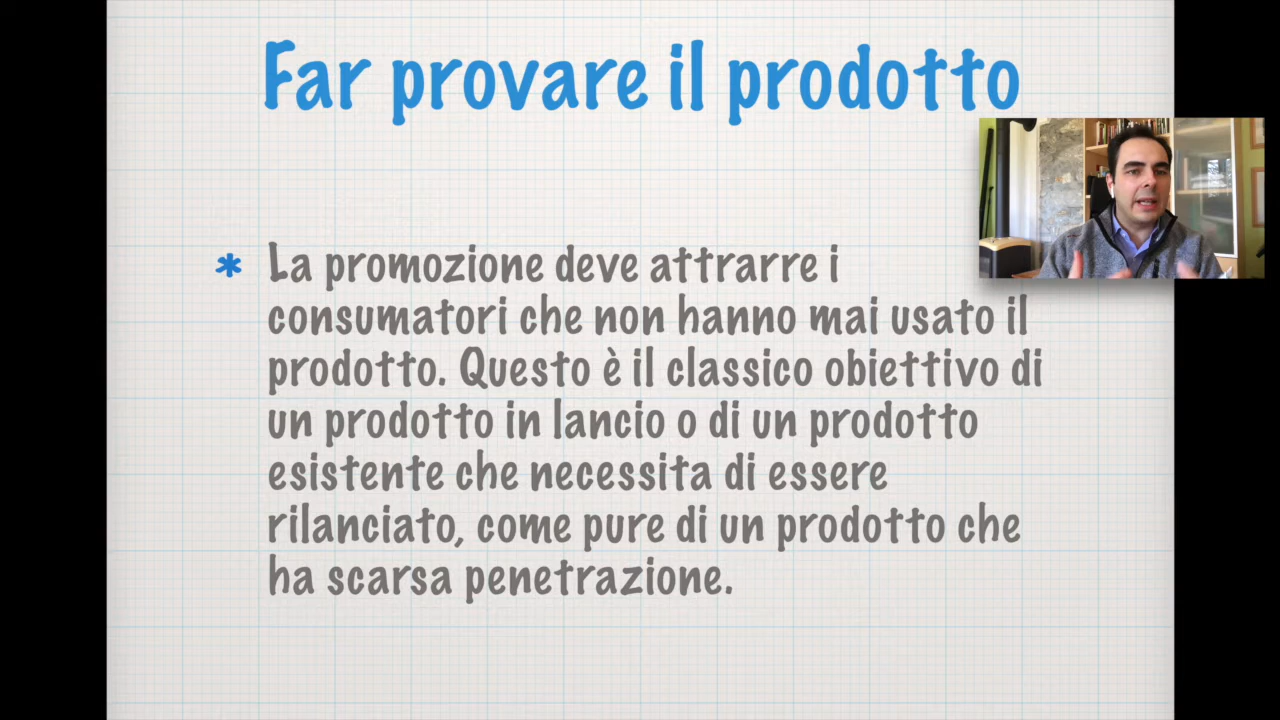 Far provare il prodotto
* La promozione deve attrarre i
consumatori che non hanno mai usato il
prodotto. Questo è il classico obiettivo di
un prodotto in lancio o di un prodotto
esistente che necessita di essere
rilanciato, come pure di un prodotto che
ha scarsa penetrazione.